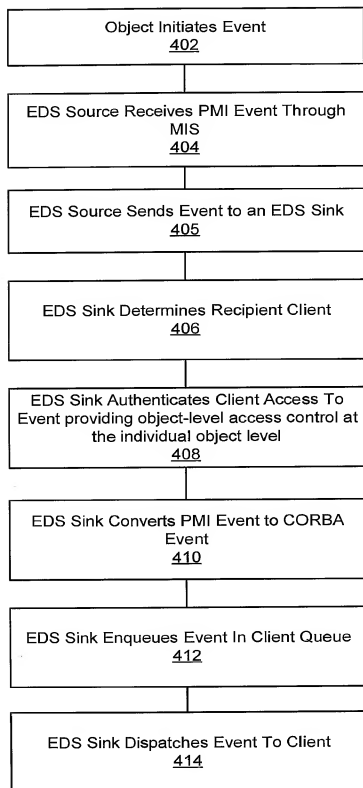 Object Initiates Event
402
EDS Source Receives PMI Event Through
MIS
404
EDS Source Sends Event to an EDS Sink
405
EDS Sink Determines Recipient Client
406
EDS Sink Authenticates Client Access To
Event providing object-level access control at
the individual object level
408
EDS Sink Converts PMI Event to CORBA
Event
410
EDS Sink Enqueues Event In Client Queue
412
EDS Sink Dispatches Event To Client
414